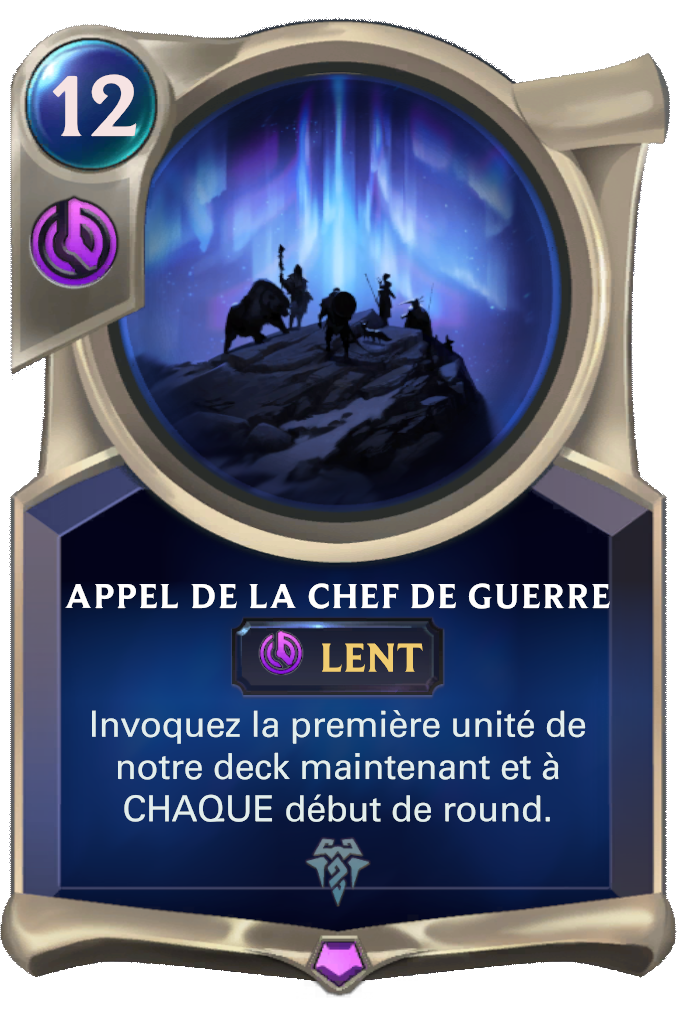 12
APPEL DE LA CHEF DE GUERRE
LENT
Invoquez la première unité de
notre deck maintenant et à
CHAQUE début de round.